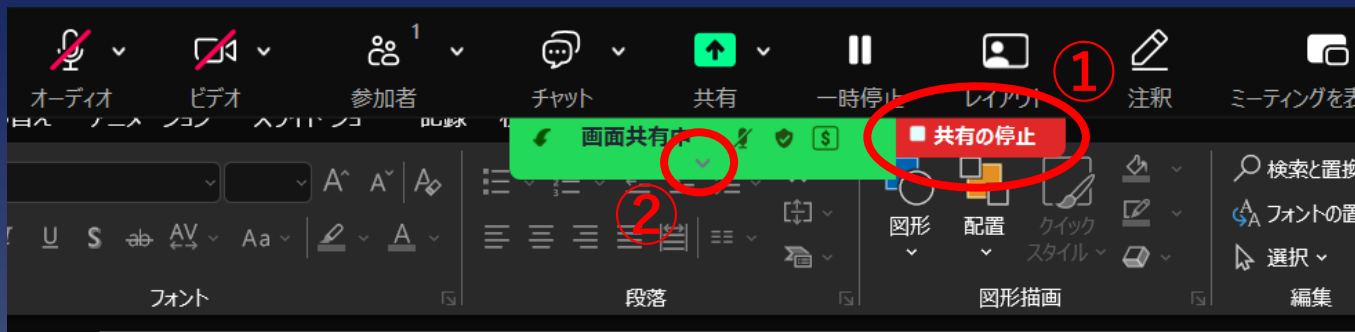 1
オーディオ ビデオ 参加者 チャット 共有 一時停止 レイアウト 注釈 ミーティングを表
①
画面共有中 $ 共有の停止
②
A A A
U S ab AV Aa A
図形 配置 クイック
スタイル
検索と置換
フォントの置
選択
フォント 段落 図形描画 編集